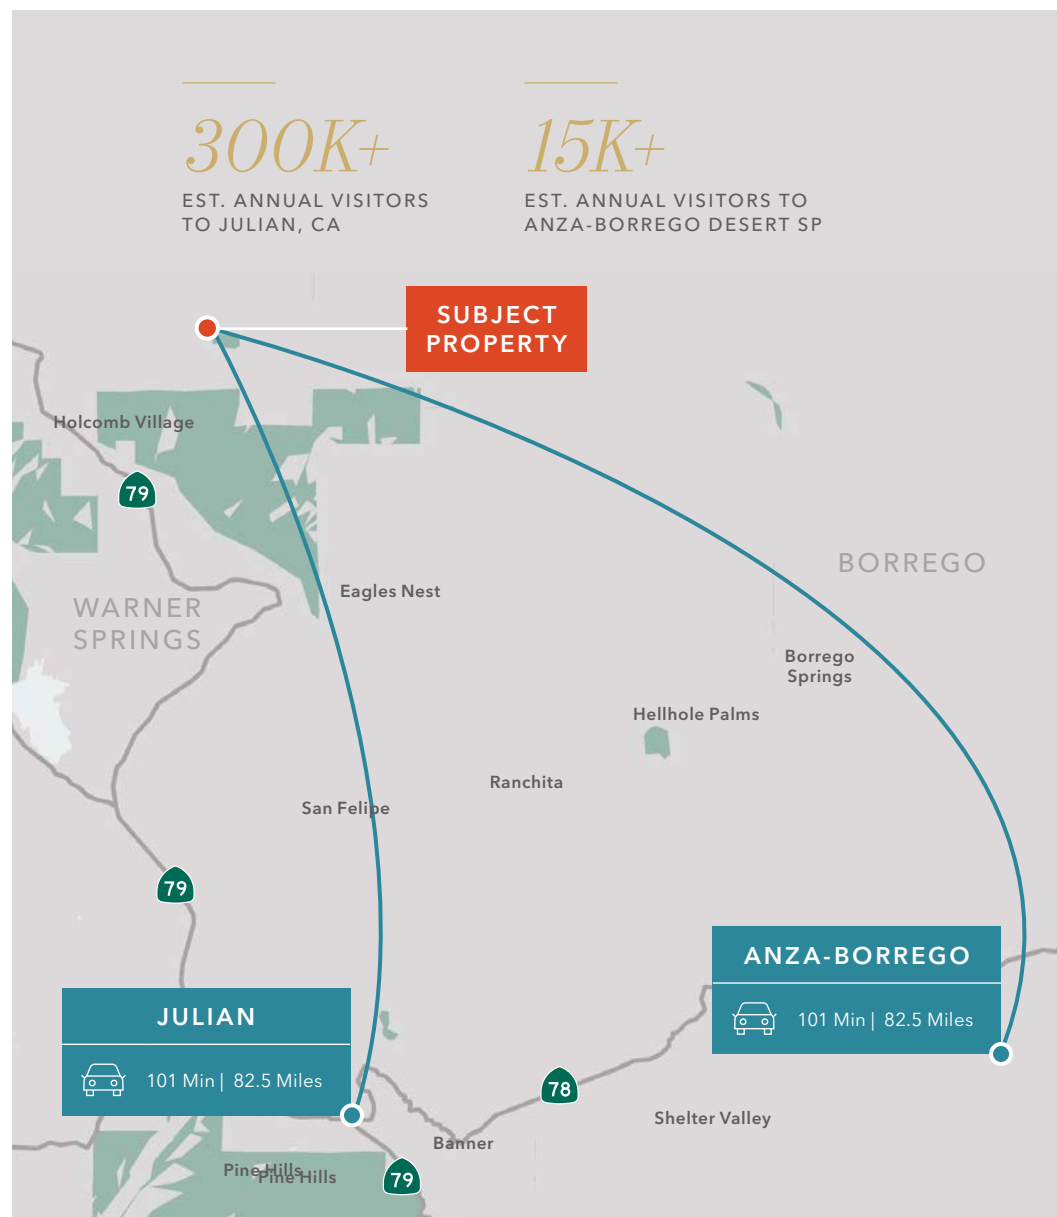 300K+
EST. ANNUAL VISITORS
TO JULIAN, CA
15K+
EST. ANNUAL VISITORS TO
ANZA-BORREGO DESERT SP
SUBJECT
PROPERTY
Holcomb Village
79
Eagles Nest
BORREGO
WARNER
SPRINGS
Borrego
Springs
Hellhole Palms
Ranchita
San Felipe
79
ANZA-BORREGO
101 Min | 82.5 Miles
JULIAN
101 Min | 82.5 Miles
78
Shelter Valley
Banner
Pine Hills
Pine Hills
79